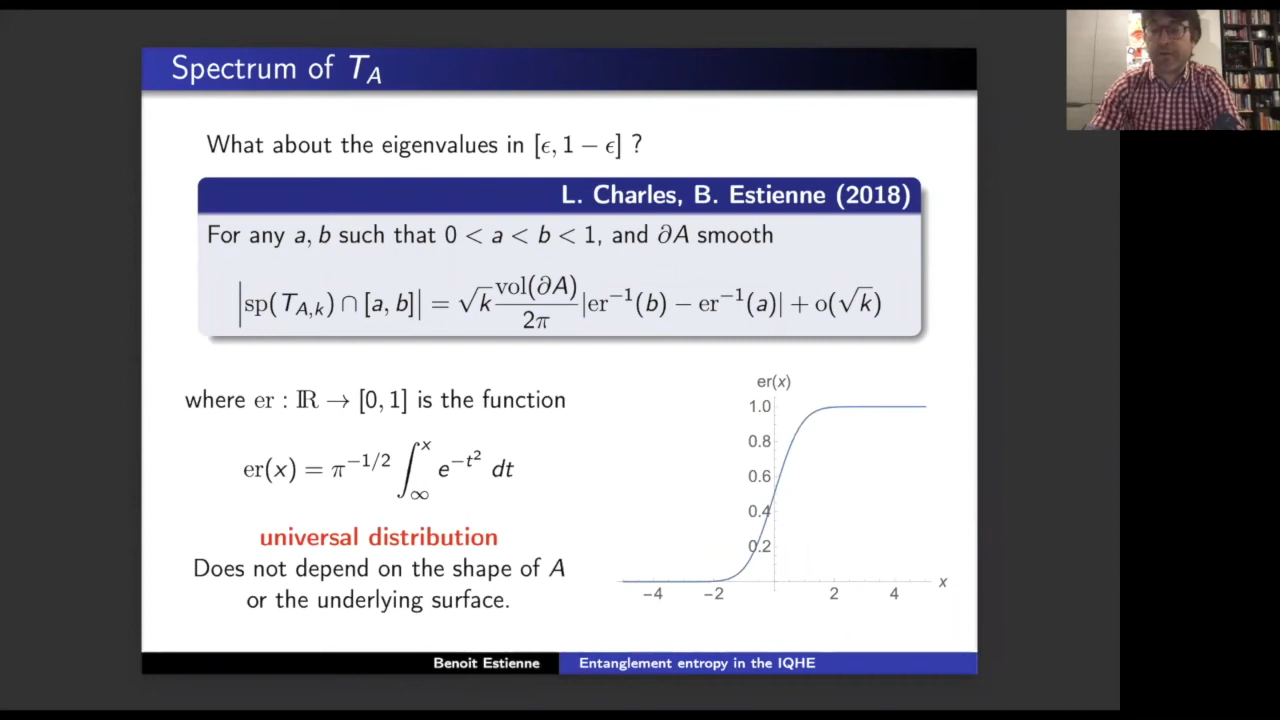 Spectrum of T_A
What about the eigenvalues in [ϵ, 1 − ϵ] ?
L. Charles, B. Estienne (2018)
For any a, b such that 0 < a < b < 1, and ∂A smooth
|sp(T_{A,k}) ∩ [a, b]| = √k vol(∂A)/2π |er⁻¹(b) − er⁻¹(a)| + o(√k)
where er : ℝ → [0, 1] is the function
er(x) = π^{−1/2} ∫_∞^x e^{−t²} dt
universal distribution
Does not depend on the shape of A
or the underlying surface.
er(x)
1.0
0.8
0.6
0.4
0.2
−4 −2 2 4 x
Benoit Estienne Entanglement entropy in the IQHE